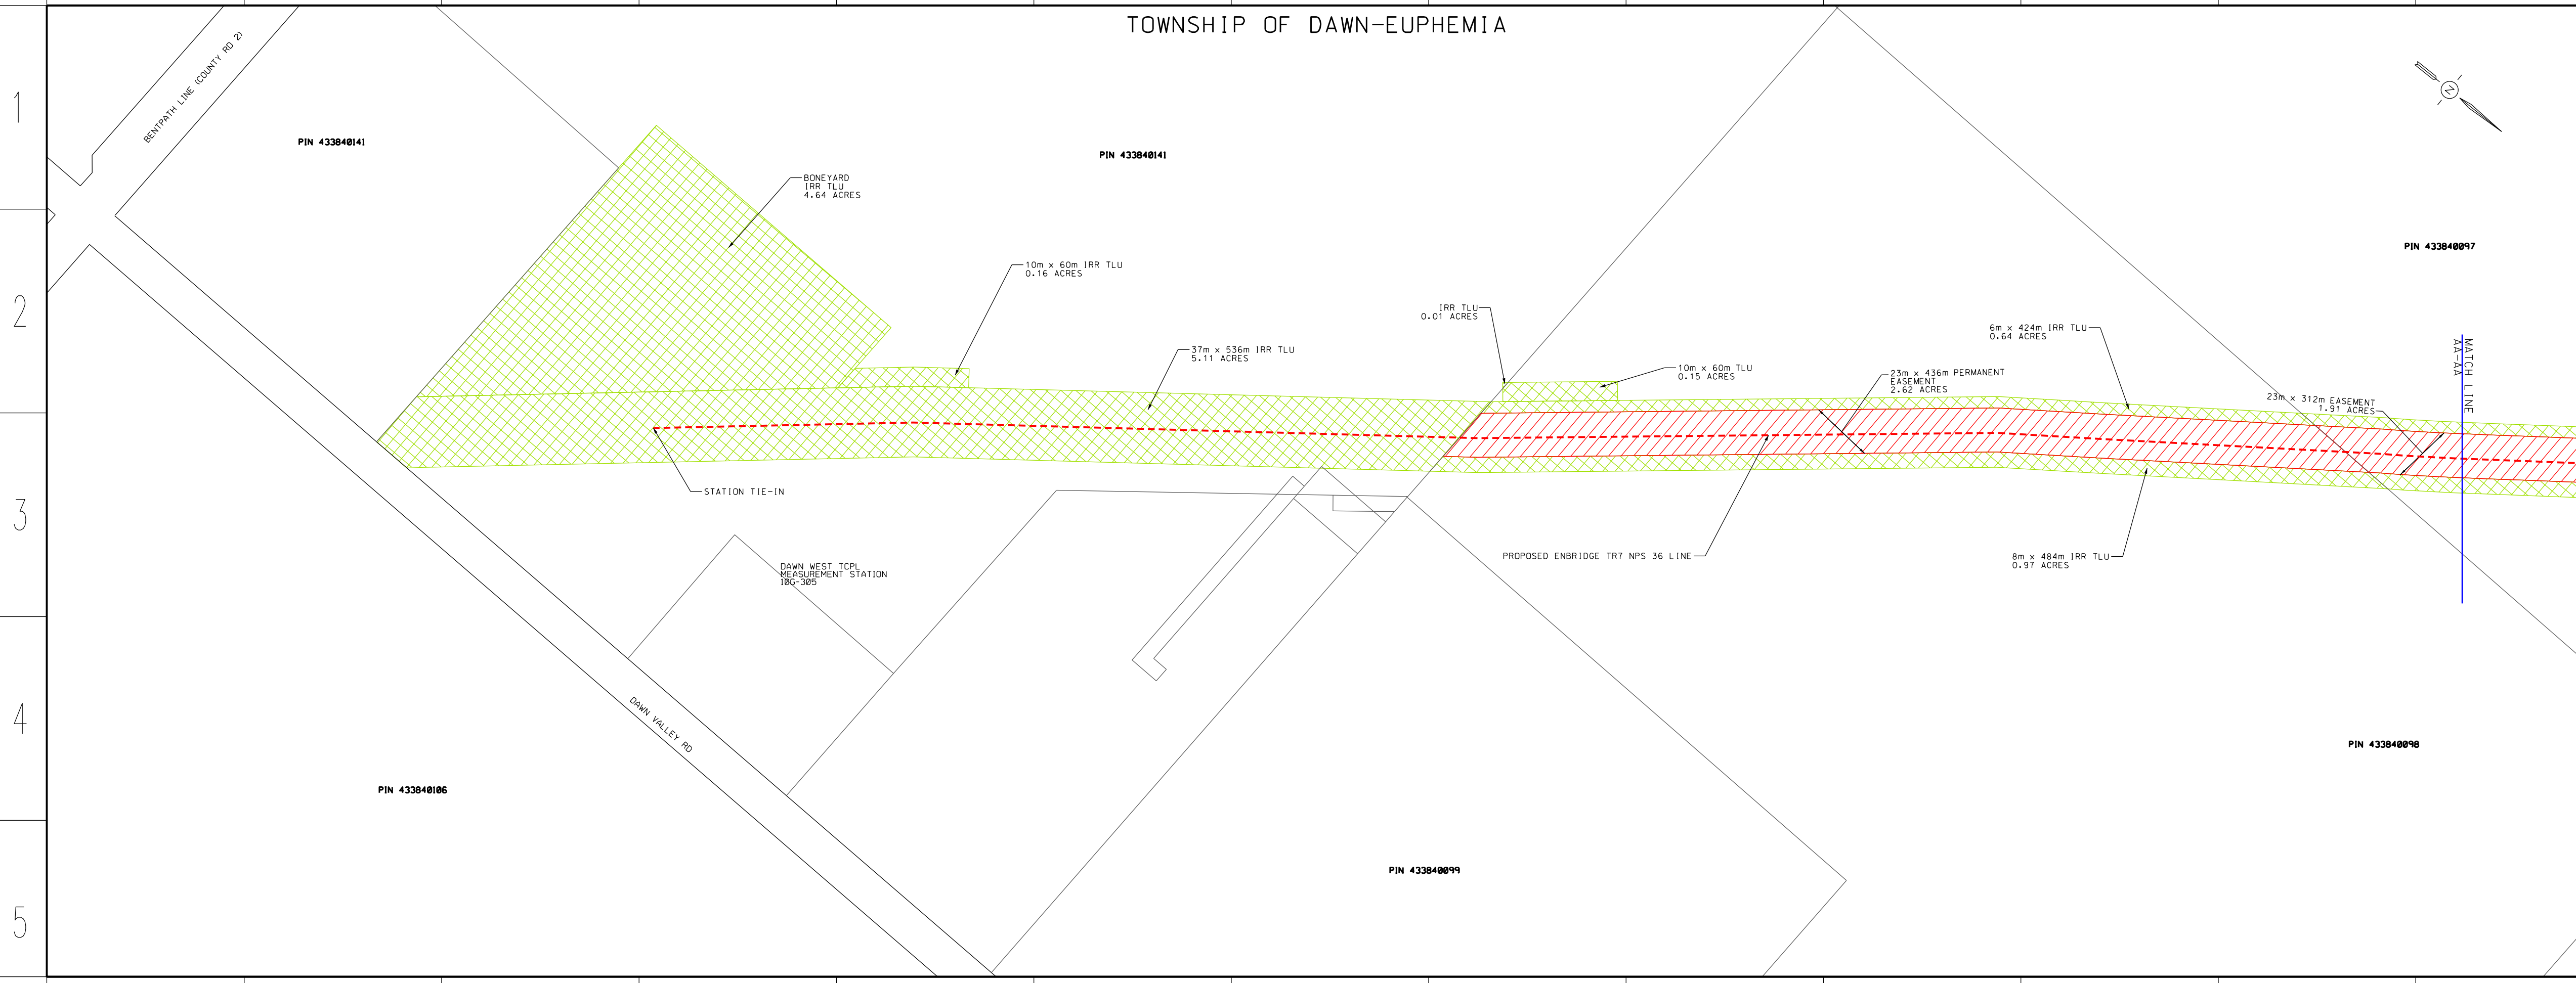 TOWNSHIP OF DAWN-EUPHEMIA
1
2
3
4
5
BENTPATH LINE (COUNTY RD 2)
PIN 433840141
PIN 433840141
Z
BONEYARD
IRR TLU
4.64 ACRES
PIN 433840097
10m x 60m IRR TLU
0.16 ACRES
IRR TLU
0.01 ACRES
6m x 424m IRR TLU
0.64 ACRES
MATCH LINE
AA-AA
37m x 536m IRR TLU
5.11 ACRES
10m x 60m TLU
0.15 ACRES
23m x 436m PERMANENT
EASEMENT
2.62 ACRES
23m x 312m EASEMENT
1.91 ACRES
STATION TIE-IN
PROPOSED ENBRIDGE TR7 NPS 36 LINE
8m x 484m IRR TLU
0.97 ACRES
DAWN WEST TCPL
MEASUREMENT STATION
10G-305
DAWN VALLEY RD
PIN 433840098
PIN 433840106
PIN 433840099